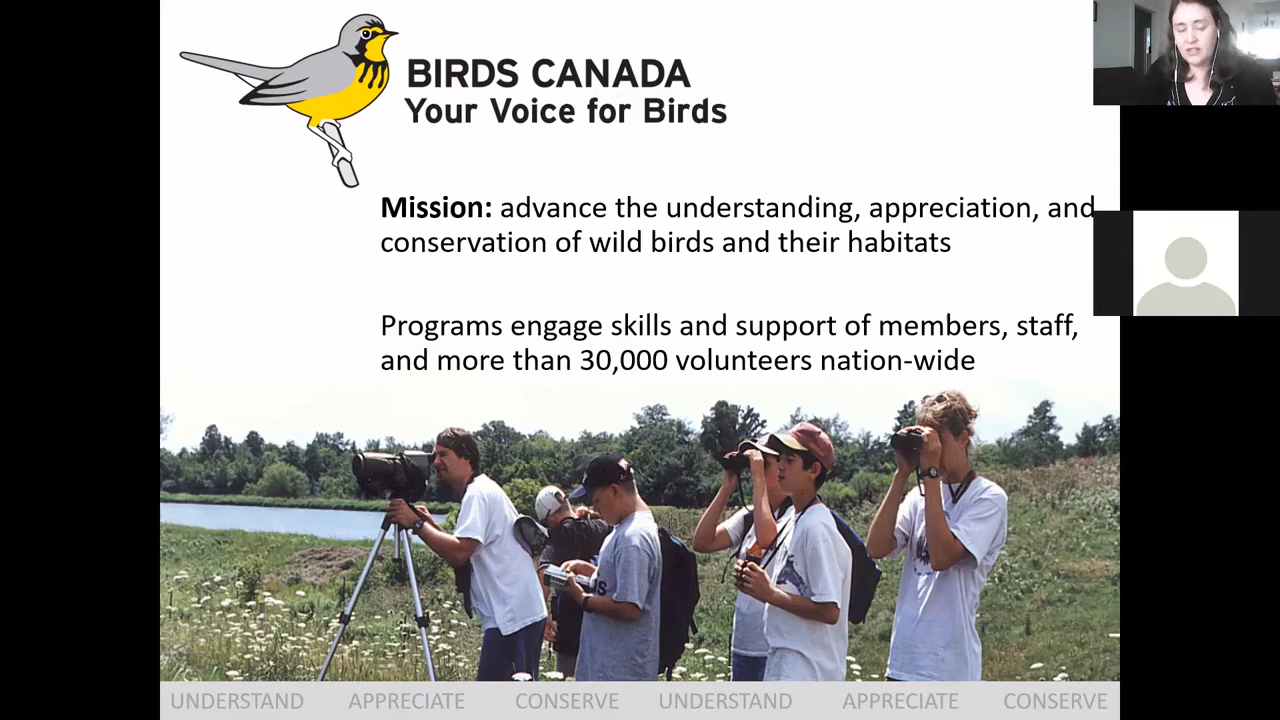 BIRDS CANADA
Your Voice for Birds
Mission: advance the understanding, appreciation, and
conservation of wild birds and their habitats
Programs engage skills and support of members, staff,
and more than 30,000 volunteers nation-wide
UNDERSTAND APPRECIATE CONSERVE UNDERSTAND APPRECIATE CONSERVE